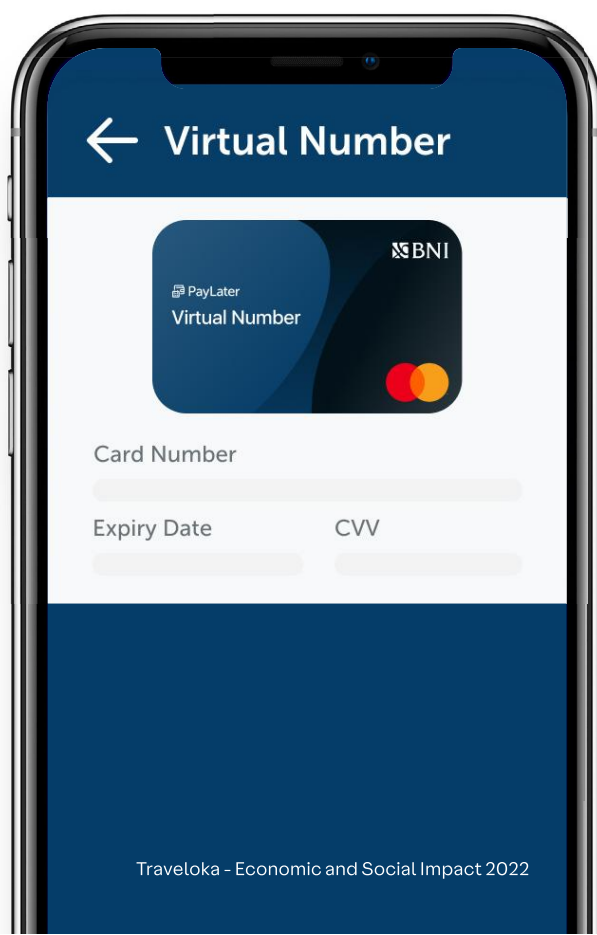 Virtual Number
BNI
PayLater
Virtual Number
Card Number
Expiry Date
CVV
Traveloka - Economic and Social Impact 2022